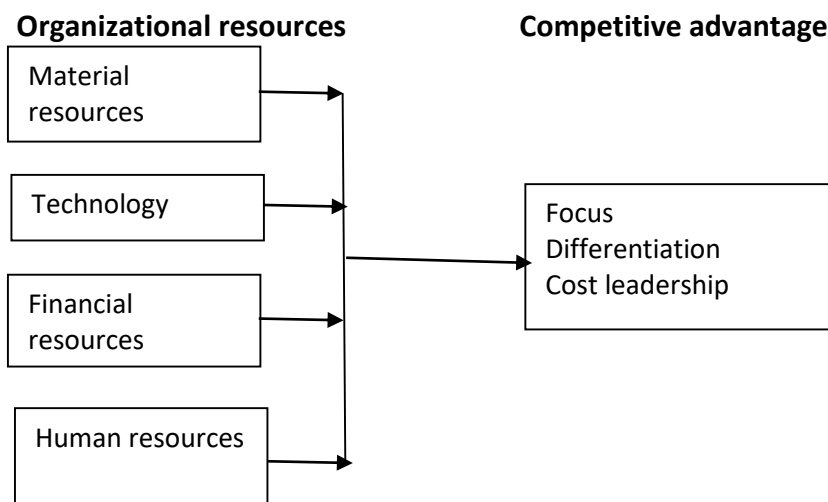 Organizational resources
Competitive advantage
Material
resources
Technology
Financial
resources
Human resources
Focus
Differentiation
Cost leadership